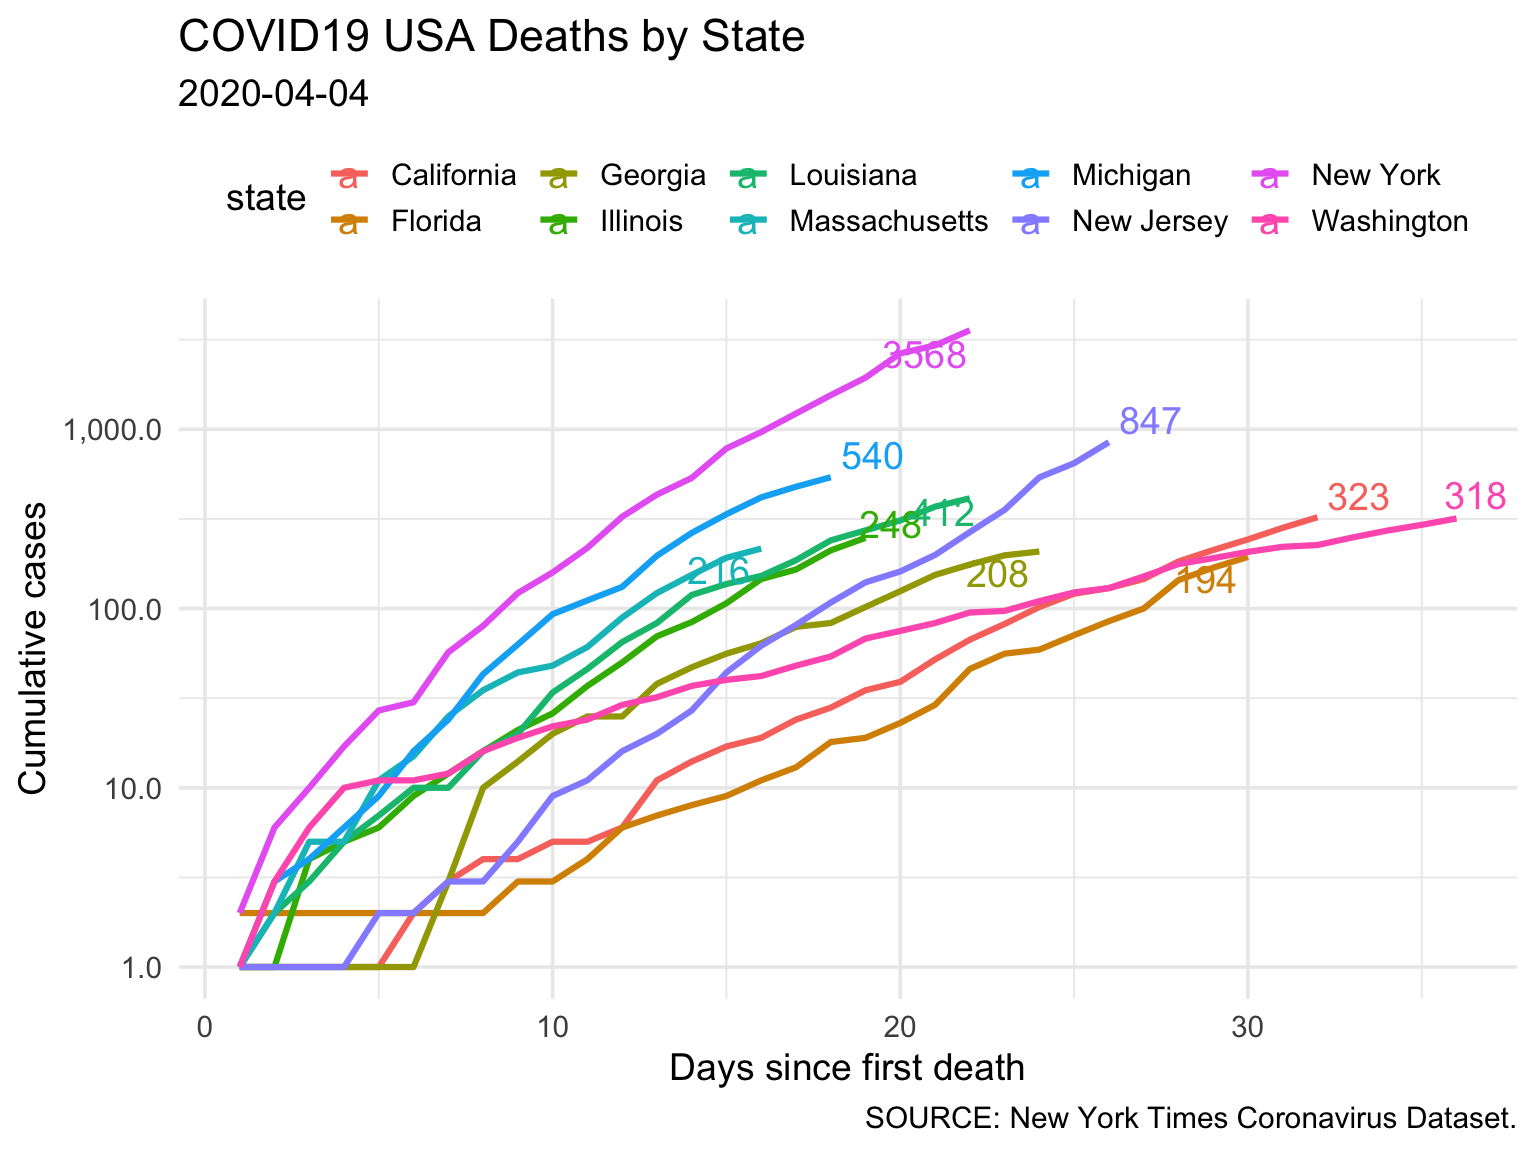 COVID19 USA Deaths by State
2020-04-04
state
a California a Georgia a Louisiana a Michigan a New York
a Florida a Illinois a Massachusetts a New Jersey a Washington
3568
847
540
323
318
412
248
216
208
194
1,000.0
100.0
10.0
1.0
Cumulative cases
0 10 20 30
Days since first death
SOURCE: New York Times Coronavirus Dataset.